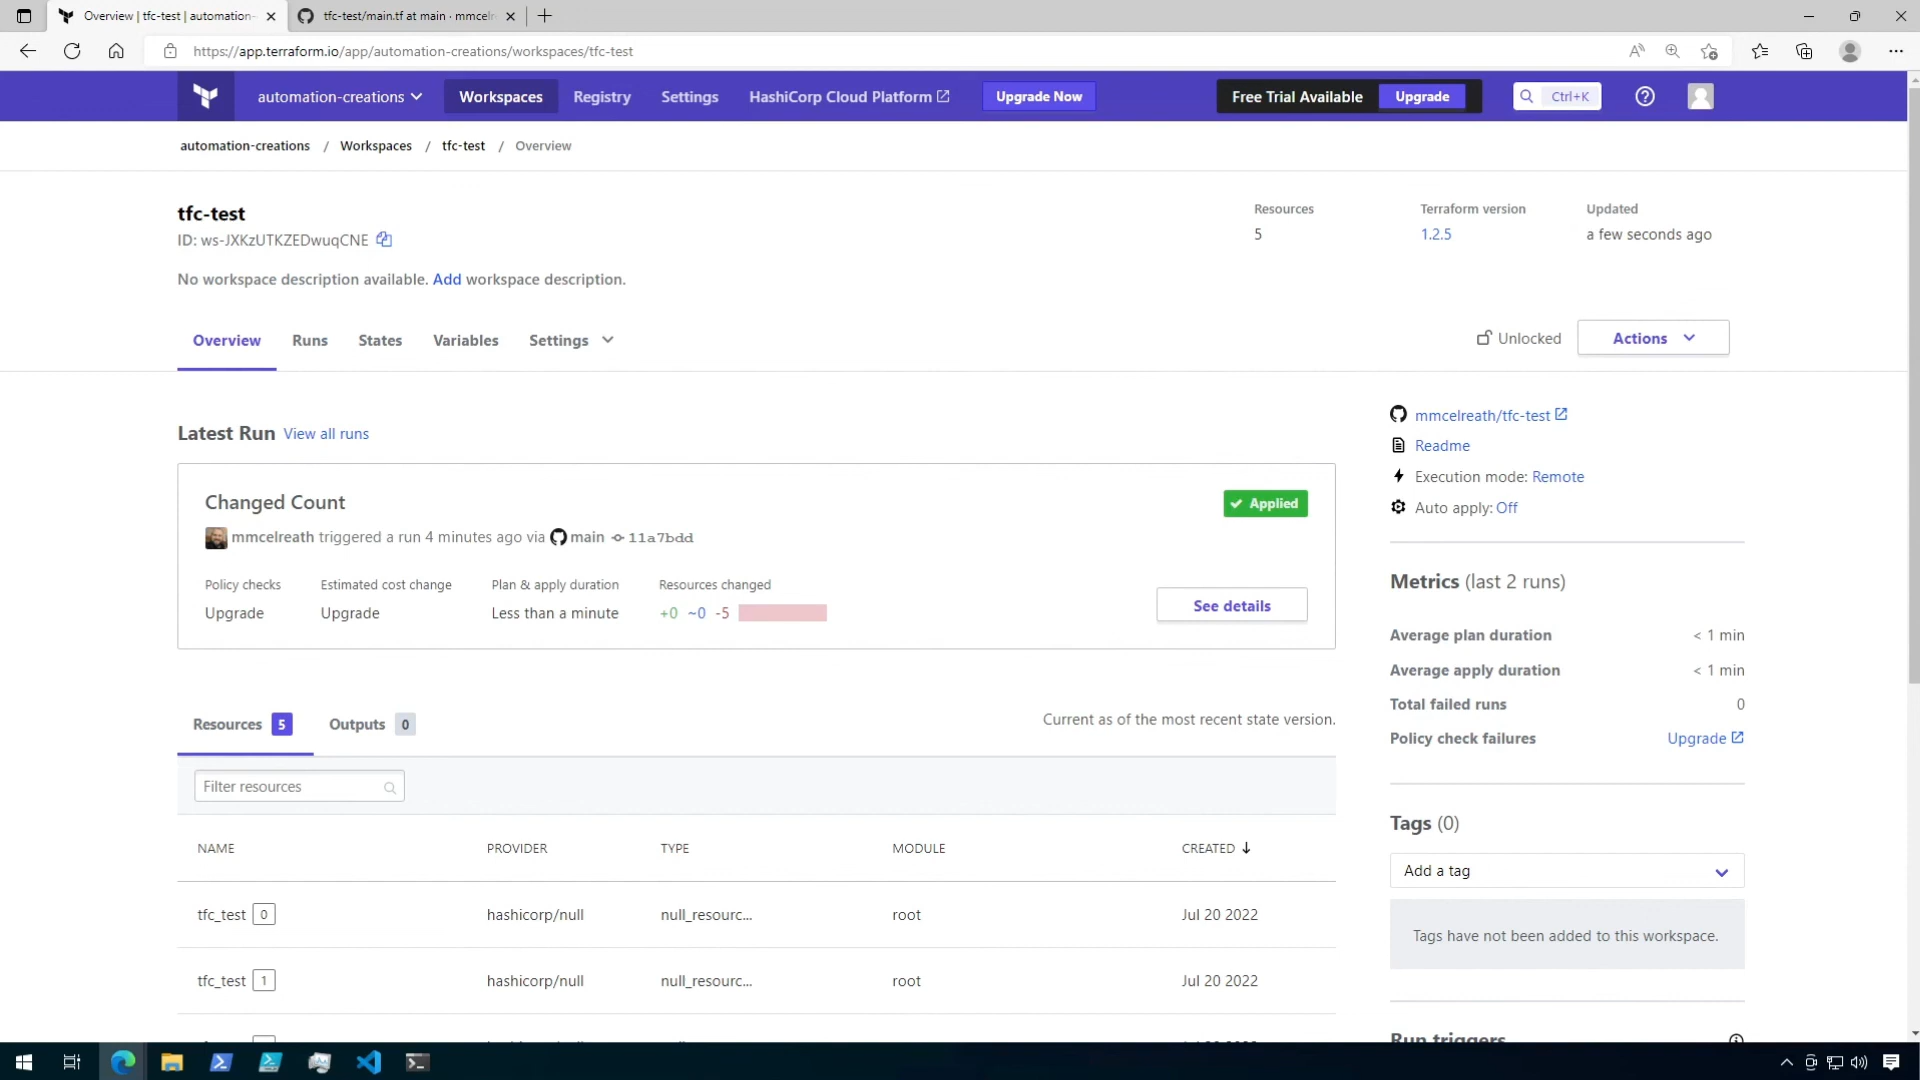 Overview | tfc-test | automation-
tfc-test/main.tf at main · mmcelr
https://app.terraform.io/app/automation-creations/workspaces/tfc-test
automation-creations
Workspaces
Registry
Settings
HashiCorp Cloud Platform
Upgrade Now
Free Trial Available
Upgrade
Ctrl+K
automation-creations / Workspaces / tfc-test / Overview
tfc-test
ID: ws-JXKzUTKZEDwuqCNE
No workspace description available. Add workspace description.
Resources
5
Terraform version
1.2.5
Updated
a few seconds ago
Overview
Runs
States
Variables
Settings
Unlocked
Actions
Latest Run View all runs
Changed Count
Applied
mmcelreath triggered a run 4 minutes ago via main 11a7bdd
Policy checks
Upgrade
Estimated cost change
Upgrade
Plan & apply duration
Less than a minute
Resources changed
+0 ~0 -5
See details
Resources 5
Outputs 0
Current as of the most recent state version.
Filter resources
NAME PROVIDER TYPE MODULE CREATED
tfc_test 0 hashicorp/null null_resourc... root Jul 20 2022
tfc_test 1 hashicorp/null null_resourc... root Jul 20 2022
mmcelreath/tfc-test
Readme
Execution mode: Remote
Auto apply: Off
Metrics (last 2 runs)
Average plan duration < 1 min
Average apply duration < 1 min
Total failed runs 0
Policy check failures Upgrade
Tags (0)
Add a tag
Tags have not been added to this workspace.
Run triggers